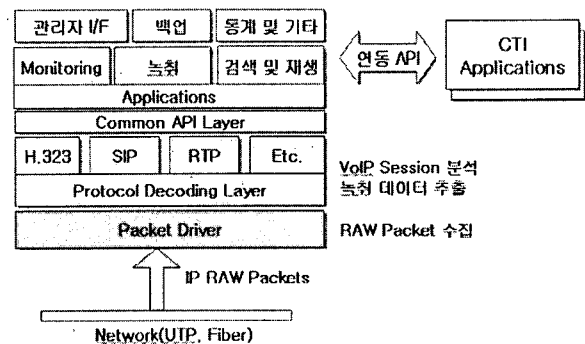 관리자 I/F 백업 통계 및 기타
Monitoring 녹취 검색 및 재생
Applications
Common API Layer
H.323 SIP RTP Etc.
Protocol Decoding Layer
Packet Driver
IP RAW Packets
Network(UTP, Fiber)
연동 API
CTI
Applications
VoIP Session 분석
녹취 데이터 추출
RAW Packet 수집